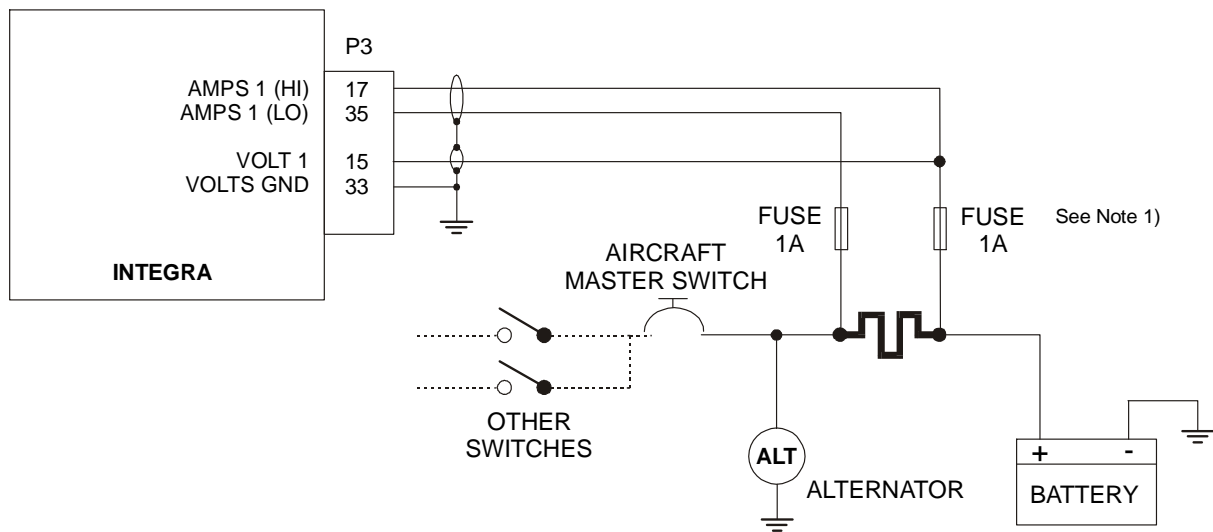 P3
AMPS 1 (HI) 17
AMPS 1 (LO) 35
VOLT 1 15
VOLTS GND 33
INTEGRA
FUSE
1A
FUSE
1A
See Note 1)
AIRCRAFT
MASTER SWITCH
OTHER
SWITCHES
ALT
ALTERNATOR
+ -
BATTERY